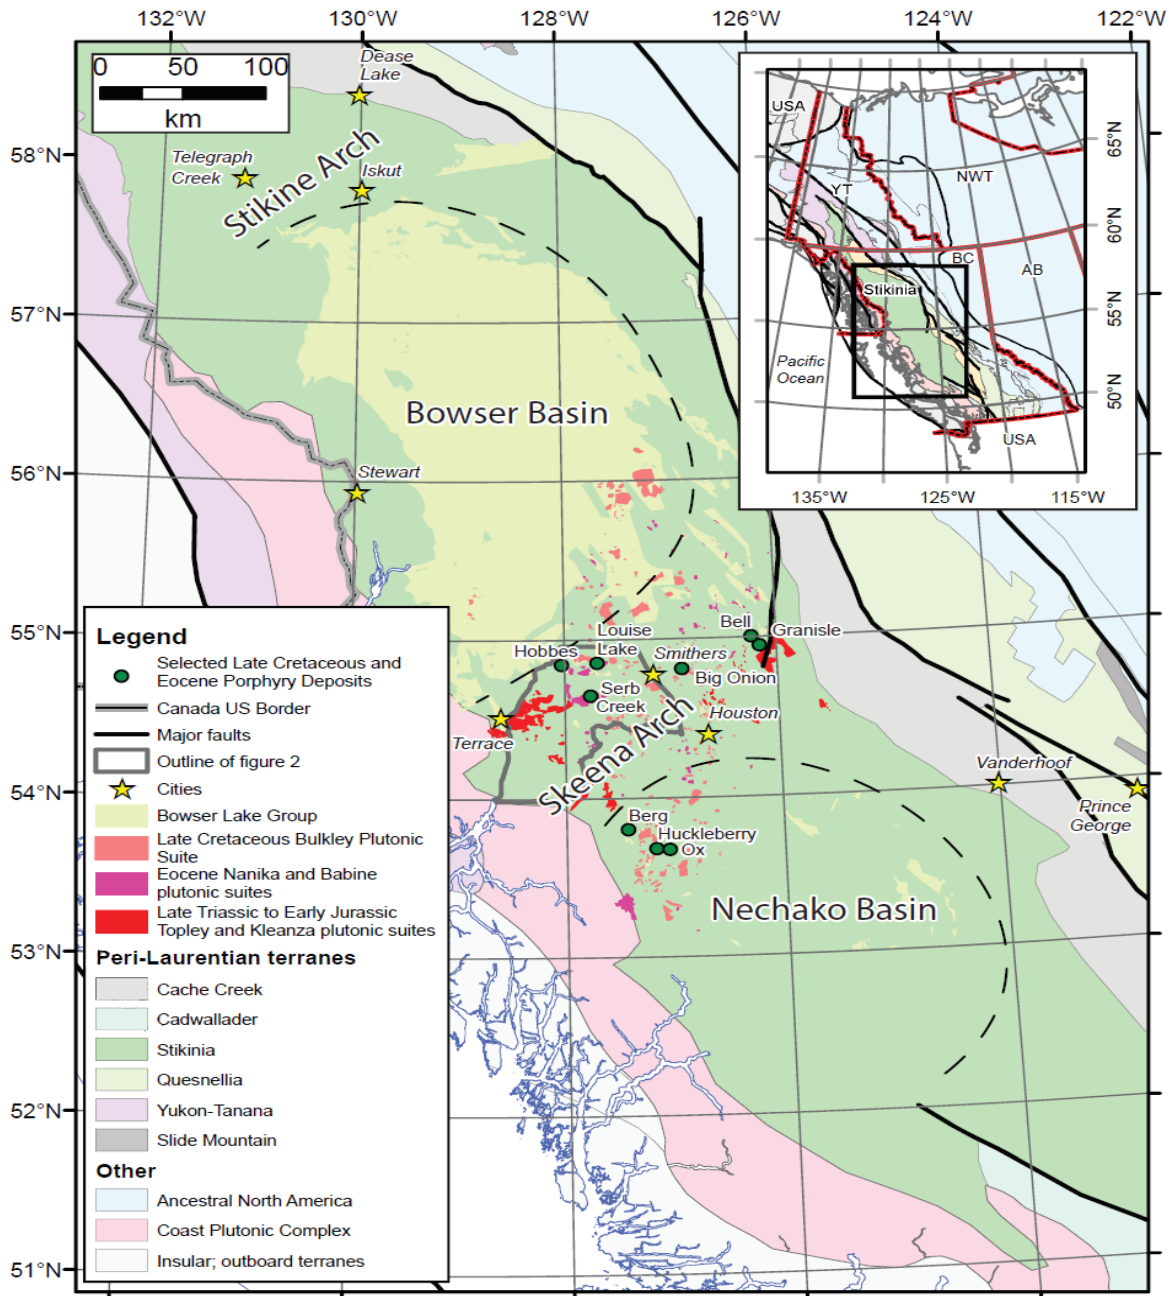 132°W
130°W
128°W
126°W
124°W
122°W
0 50 100
km
Dease
Lake
Telegraph
Creek
Iskut
Stikine Arch
58°N
57°N
56°N
55°N
54°N
53°N
52°N
51°N
USA
YT
NWT
BC
AB
Stikinia
Pacific
Ocean
USA
65°N
60°N
55°N
50°N
135°W
125°W
115°W
Bowser Basin
Stewart
Bell
Granisle
Louise
Lake
Hobbes
Smithers
Big Onion
Serb
Creek
Houston
Terrace
Skeena Arch
Vanderhoof
Prince
George
Berg
Huckleberry
Ox
Nechako Basin
Legend
Selected Late Cretaceous and
Eocene Porphyry Deposits
Canada US Border
Major faults
Outline of figure 2
Cities
Bowser Lake Group
Late Cretaceous Bulkley Plutonic
Suite
Eocene Nanika and Babine
plutonic suites
Late Triassic to Early Jurassic
Topley and Kleanza plutonic suites
Peri-Laurentian terranes
Cache Creek
Cadwallader
Stikinia
Quesnellia
Yukon-Tanana
Slide Mountain
Other
Ancestral North America
Coast Plutonic Complex
Insular; outboard terranes